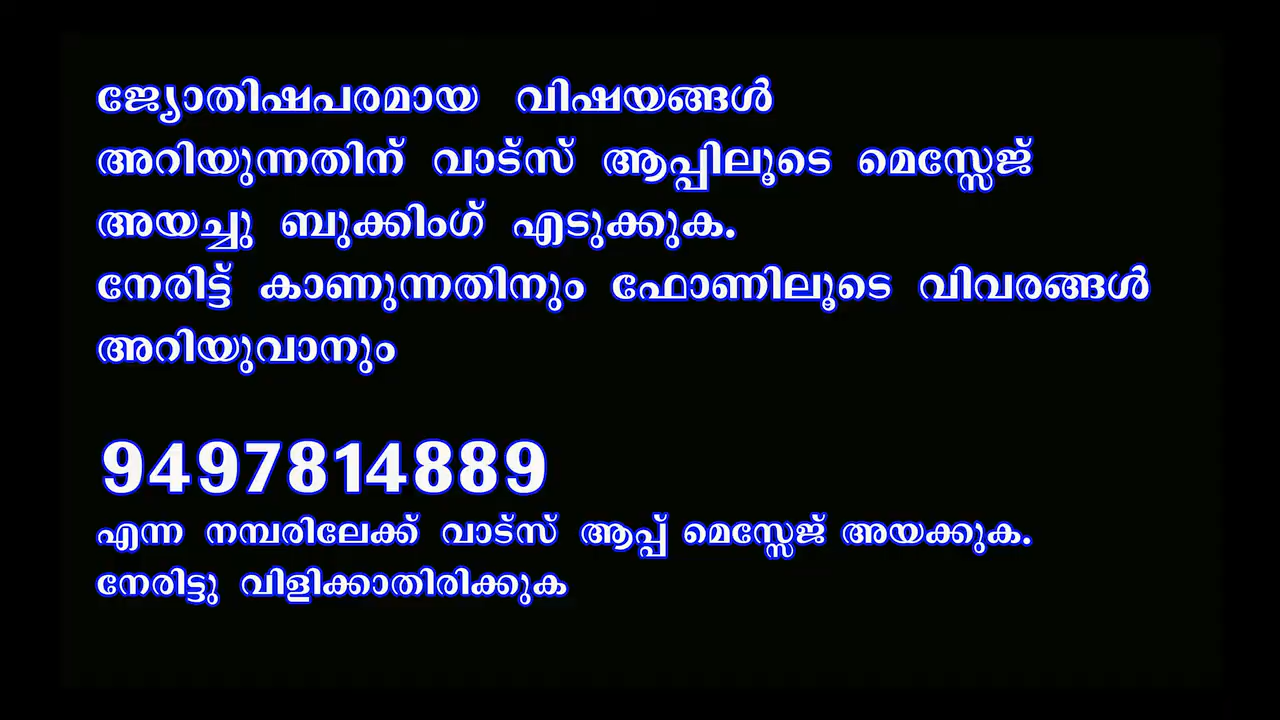 ജ്യോതിഷപരമായ വിഷയങ്ങൾ
അറിയുന്നതിന് വാട്സ് ആപ്പിലൂടെ മെസ്സേജ്
അയച്ചു ബുക്കിംഗ് എടുക്കുക.
നേരിട്ട് കാണുന്നതിനും ഫോണിലൂടെ വിവരങ്ങൾ
അറിയുവാനും
9497814889
എന്ന നമ്പരിലേക്ക് വാട്സ് ആപ്പ് മെസ്സേജ് അയക്കുക.
നേരിട്ടു വിളിക്കാതിരിക്കുക